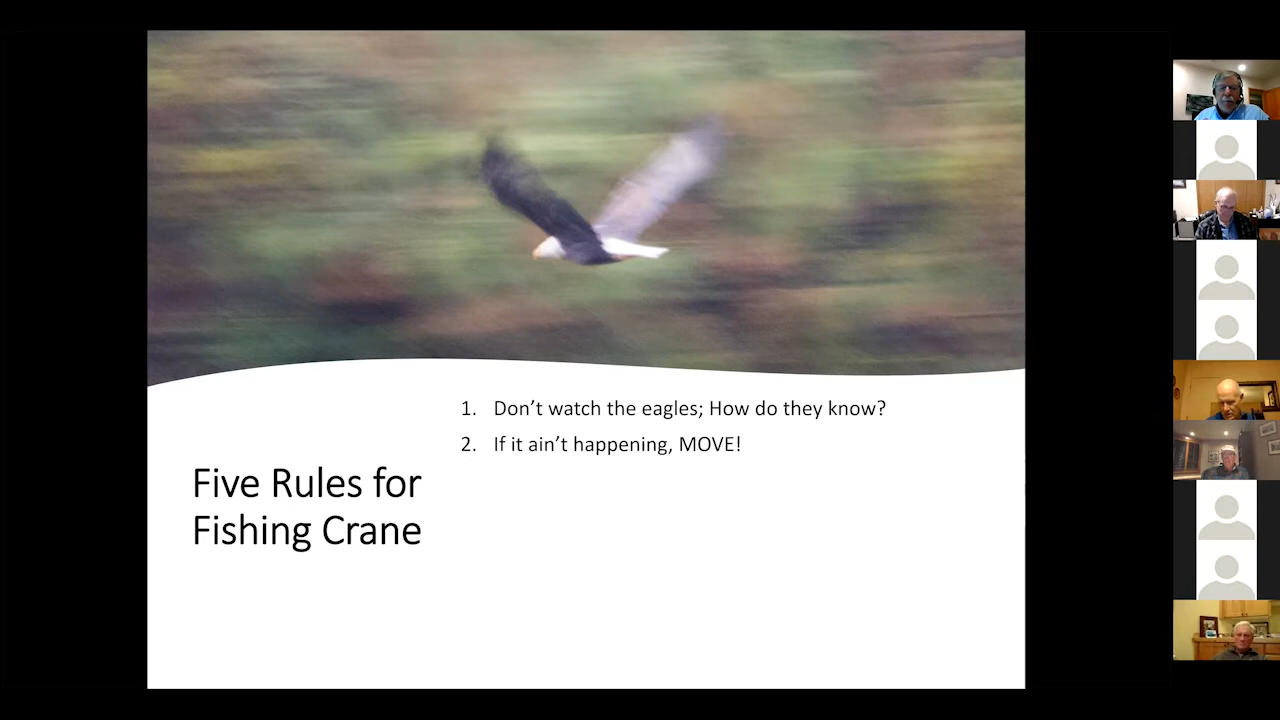 1. Don’t watch the eagles; How do they know?
2. If it ain’t happening, MOVE!
Five Rules for
Fishing Crane